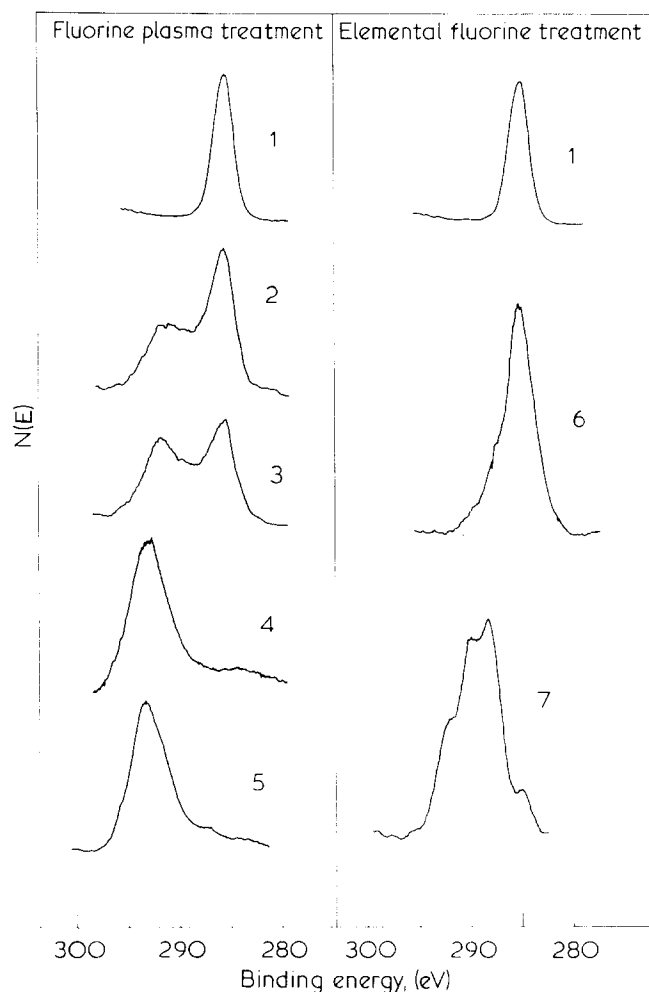 Fluorine plasma treatment
Elemental fluorine treatment
1
1
2
6
3
4
7
5
N(E)
300 290 280 300 290 280
Binding energy, (eV)